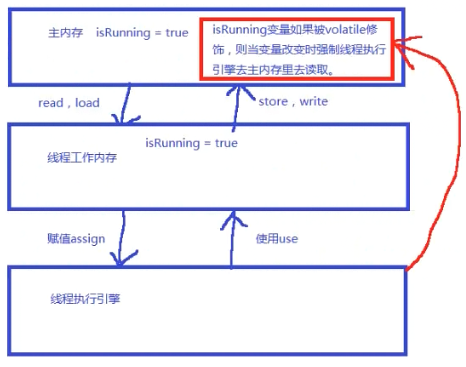 主内存 isRunning = true
isRunning变量如果被volatile修
饰，则当变量改变时强制线程执行
引擎去主内存里去读取。
read，load
store，write
isRunning = true
线程工作内存
赋值assign
使用use
线程执行引擎